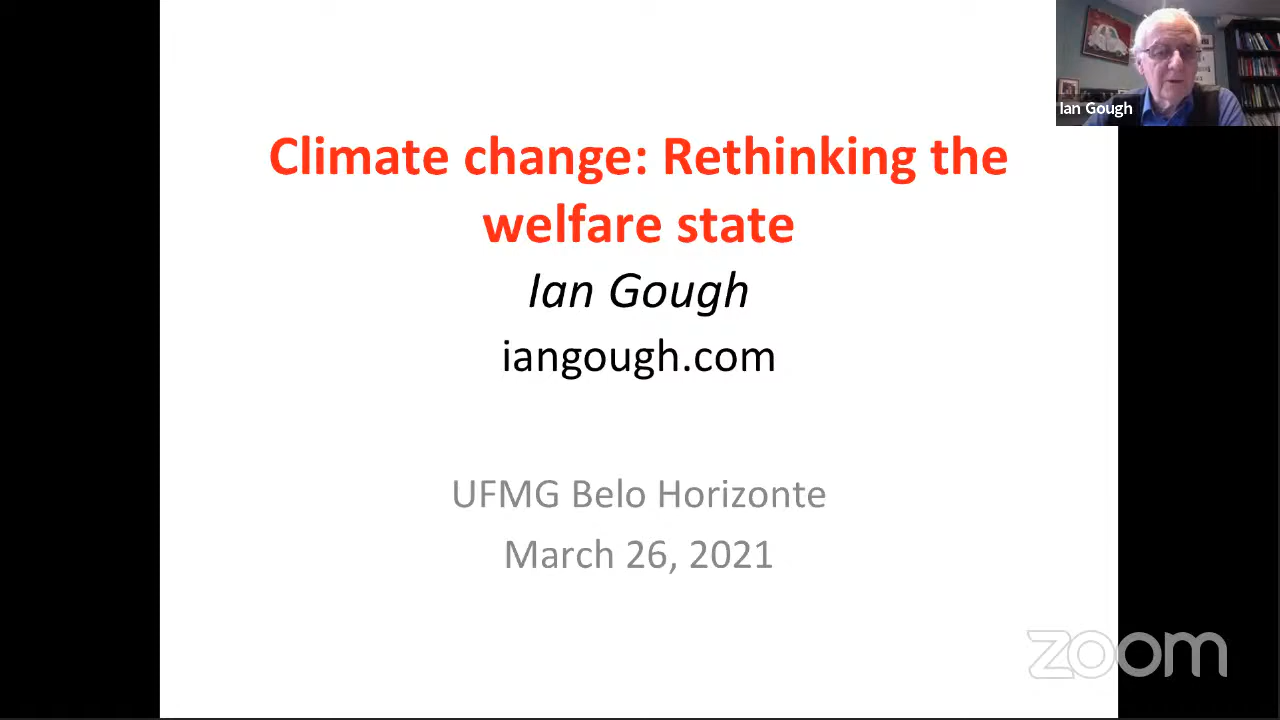 Climate change: Rethinking the
welfare state
Ian Gough
iangough.com
UFMG Belo Horizonte
March 26, 2021
Ian Gough
zoom